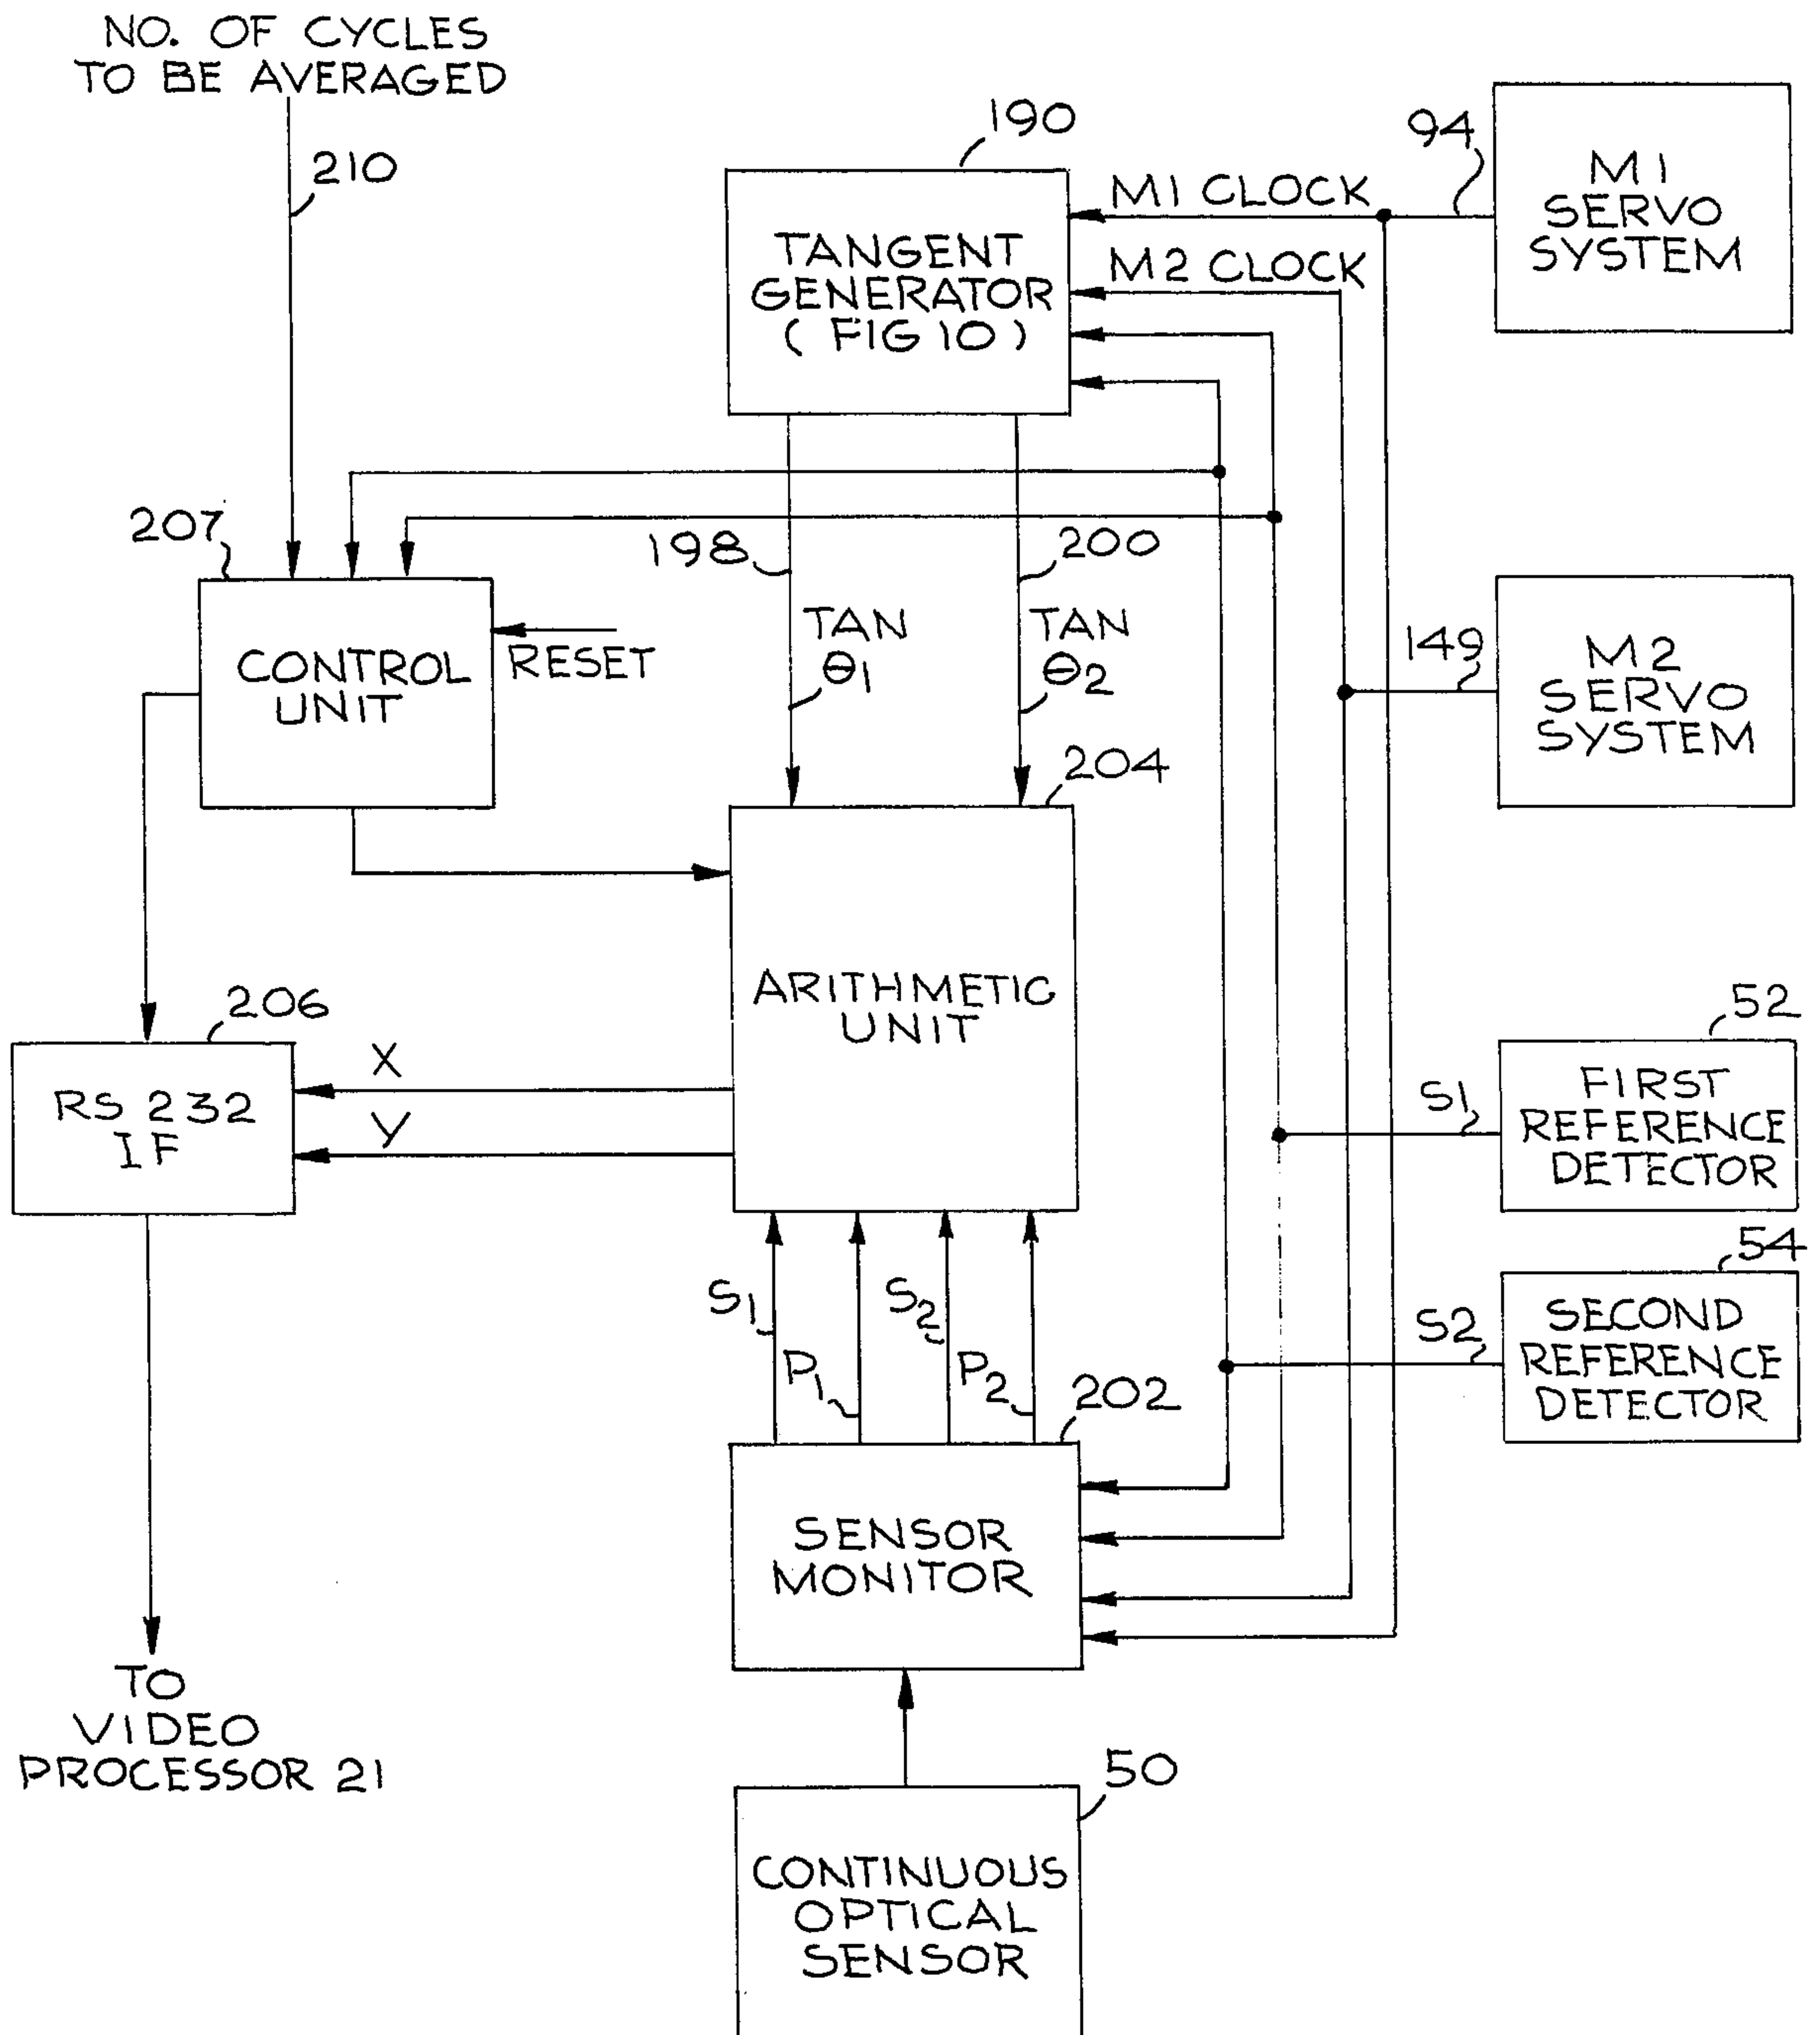 NO. OF CYCLES
TO BE AVERAGED
210
190
94
M1
SERVO
SYSTEM
M1 CLOCK
M2 CLOCK
TANGENT
GENERATOR
( FIG 10 )
207
198
200
CONTROL
UNIT
RESET
TAN
θ1
TAN
θ2
149
M2
SERVO
SYSTEM
204
ARITHMETIC
UNIT
206
RS 232
IF
X
Y
52
S1
FIRST
REFERENCE
DETECTOR
54
S2
SECOND
REFERENCE
DETECTOR
S1
P1
S2
P2
202
SENSOR
MONITOR
TO
VIDEO
PROCESSOR 21
50
CONTINUOUS
OPTICAL
SENSOR